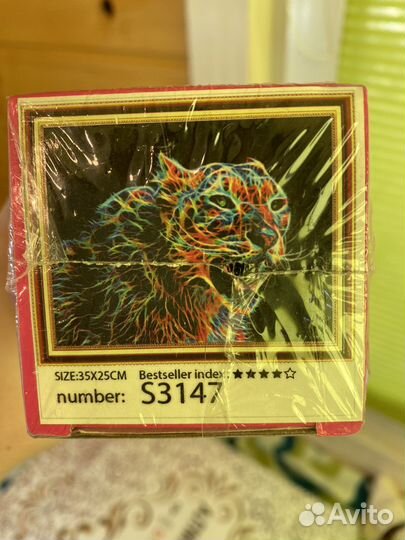 SIZE:35X25CM Bestseller index: ★★★★☆
number: S3147
Avito